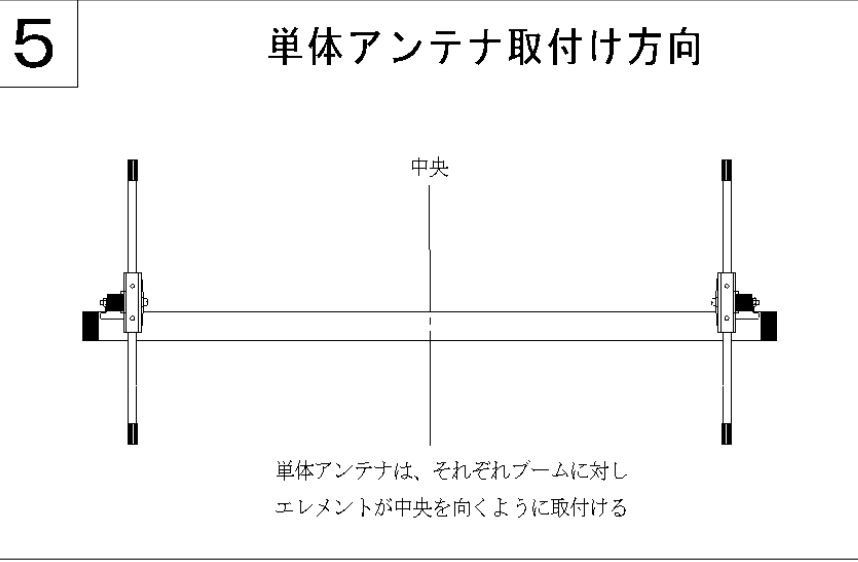 5
単体アンテナ取付け方向
中央
単体アンテナは、それぞれブームに対し
エレメントが中央を向くように取付ける